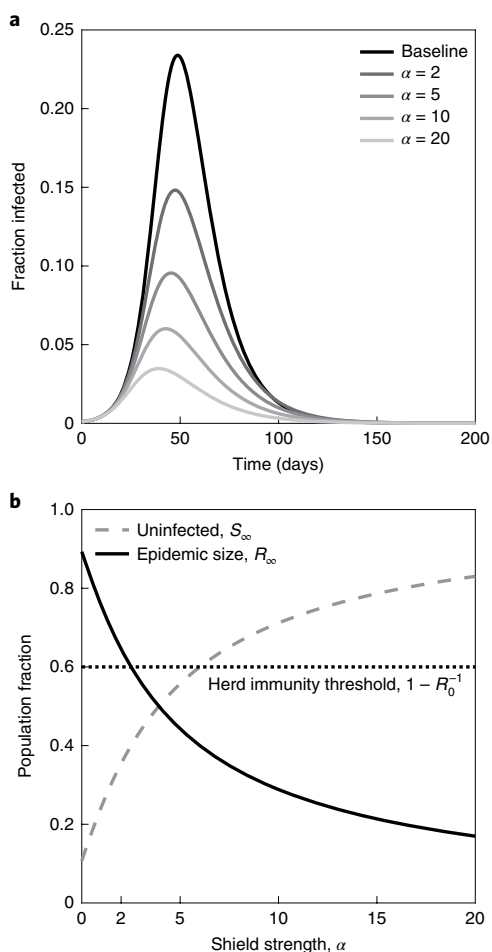 a
0.25
0.20
0.15
0.10
0.05
0
Fraction infected
Baseline
α = 2
α = 5
α = 10
α = 20
0 50 100 150 200
Time (days)
b
1.0
0.8
0.6
0.4
0.2
0
Population fraction
Uninfected, S∞
Epidemic size, R∞
Herd immunity threshold, 1 – R₀⁻¹
0 2 5 10 15 20
Shield strength, α